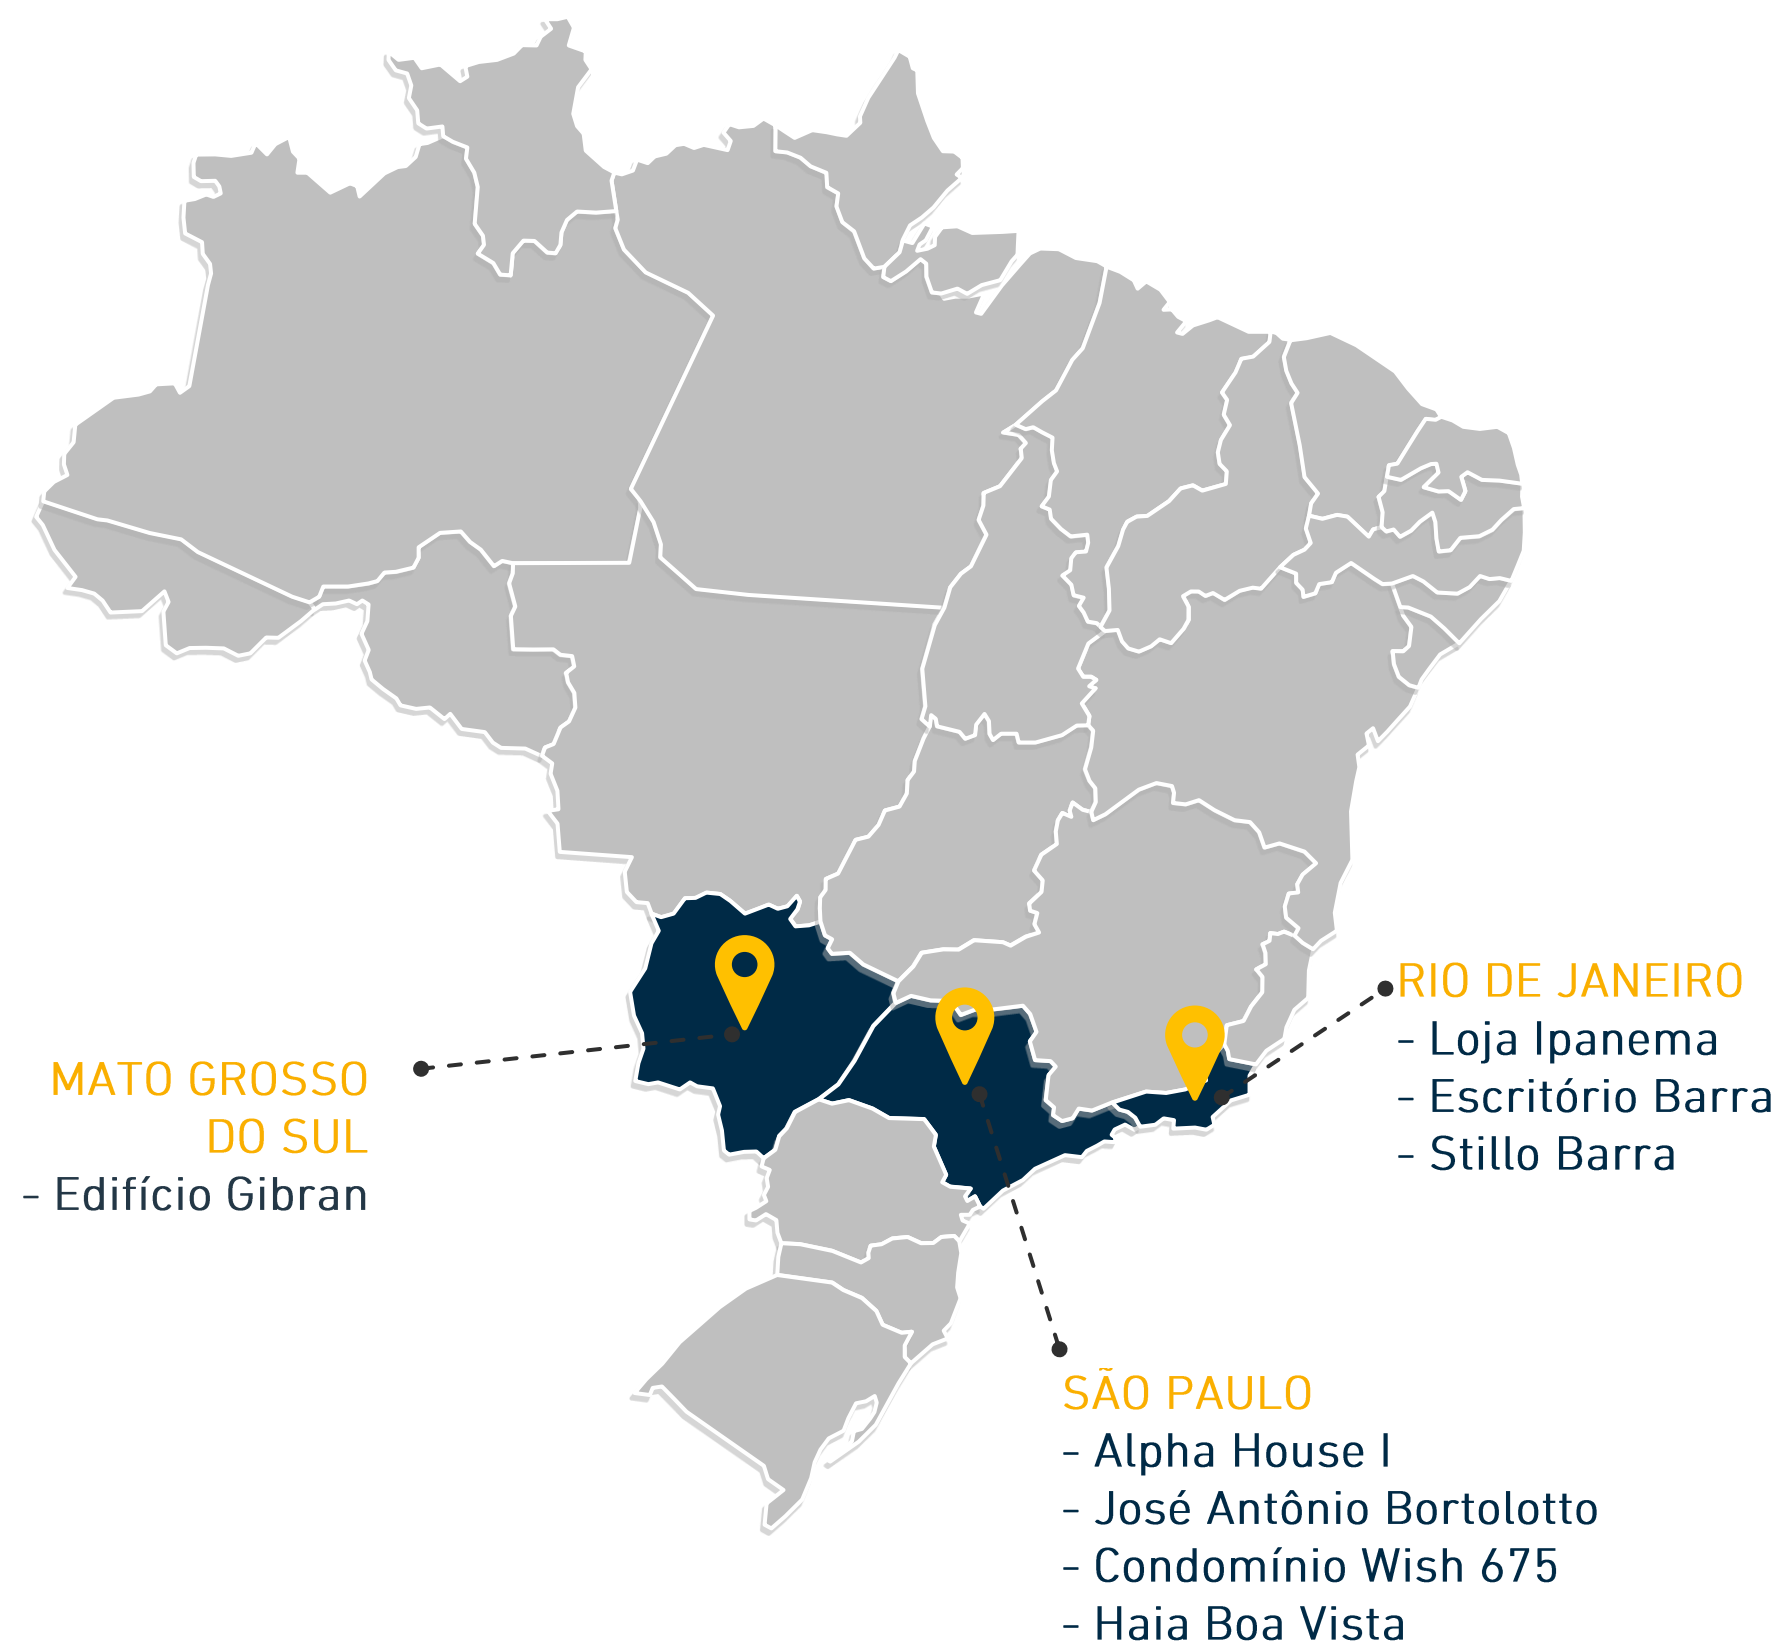 RIO DE JANEIRO
- Loja Ipanema
- Escritório Barra
- Stillo Barra
MATO GROSSO
DO SUL
- Edifício Gibran
SÃO PAULO
- Alpha House I
- José Antônio Bortolotto
- Condomínio Wish 675
- Haia Boa Vista